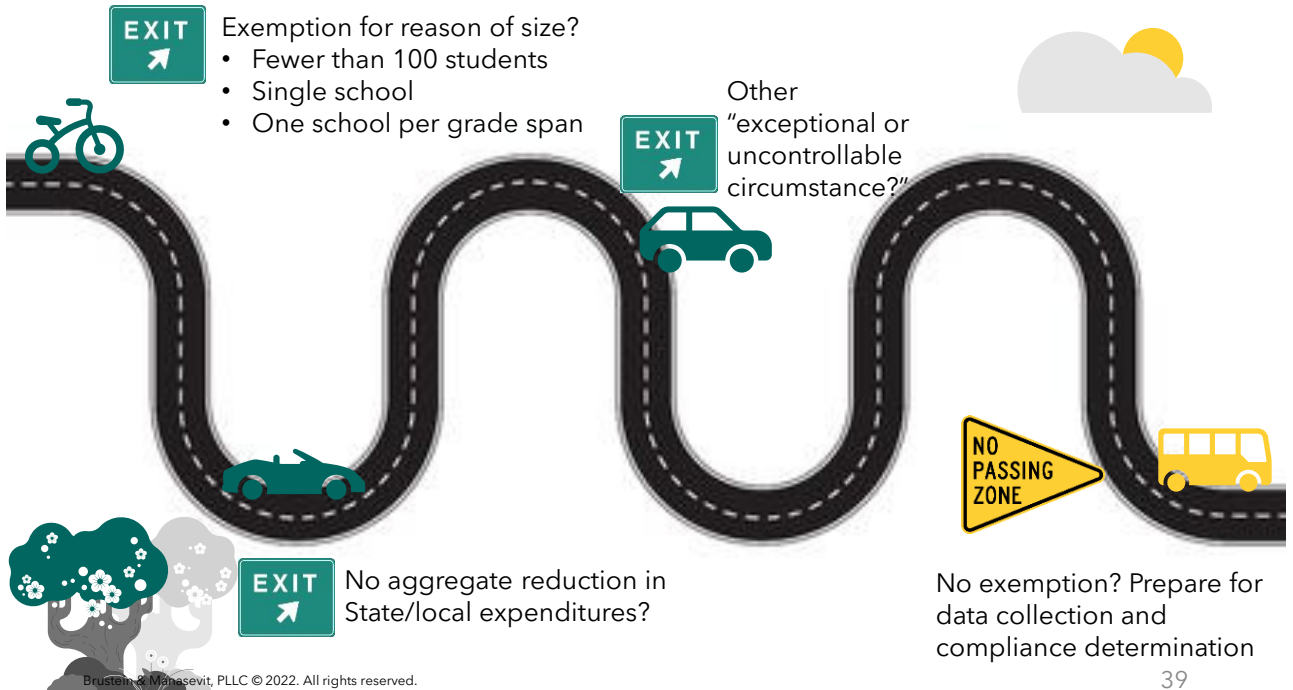 EXIT
Exemption for reason of size?
• Fewer than 100 students
• Single school
• One school per grade span
EXIT
Other
“exceptional or
uncontrollable
circumstance?”
EXIT
No aggregate reduction in
State/local expenditures?
NO
PASSING
ZONE
No exemption? Prepare for
data collection and
compliance determination
Brustein & Manasevit, PLLC © 2022. All rights reserved.
39